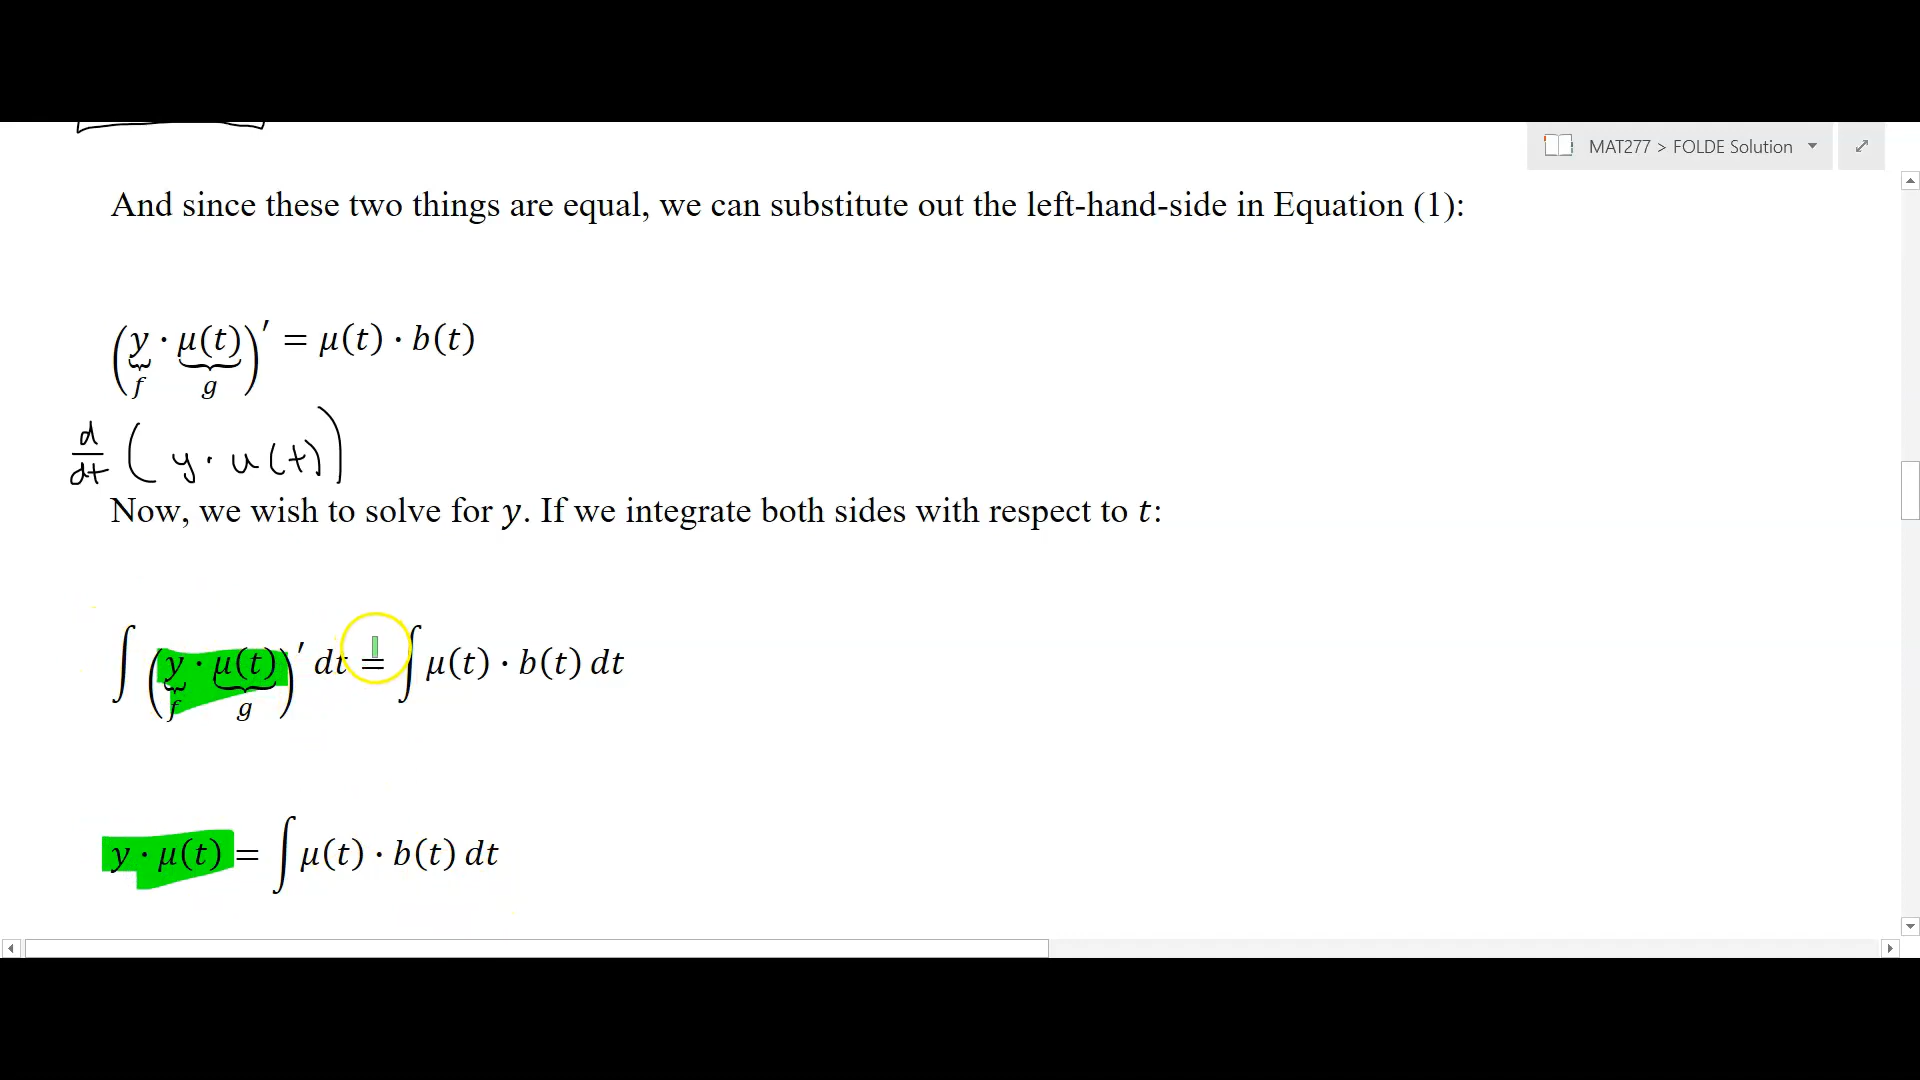 MAT277 > FOLDE Solution
And since these two things are equal, we can substitute out the left-hand-side in Equation (1):
(y · μ(t))′ = μ(t) · b(t)
f g
d/dt (y · u(t))
Now, we wish to solve for y. If we integrate both sides with respect to t:
∫ (y · μ(t))′ dt = ∫ μ(t) · b(t) dt
f g
y · μ(t) = ∫ μ(t) · b(t) dt